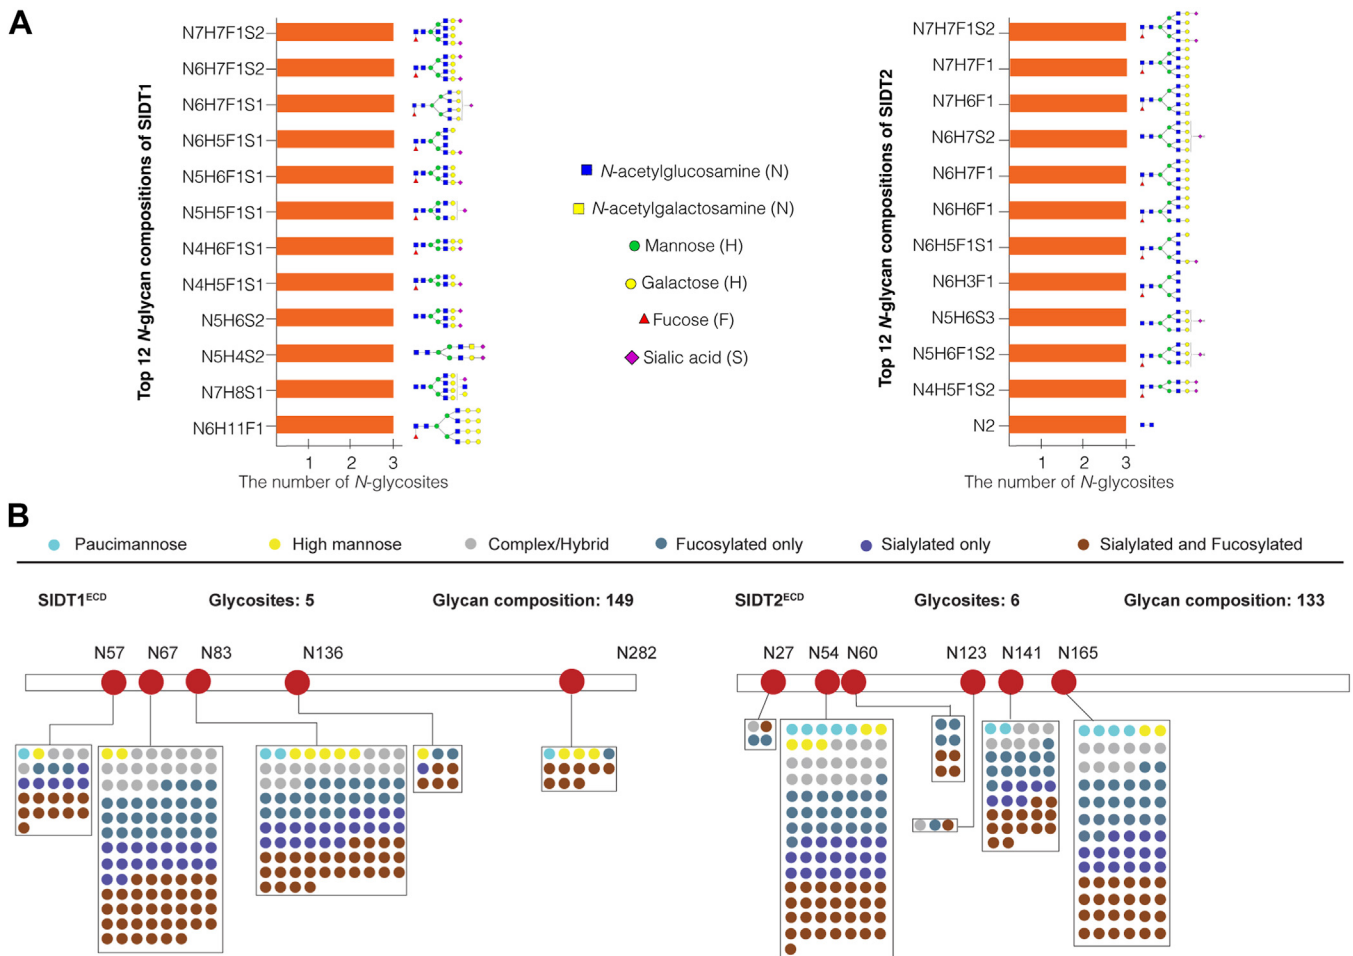 A
Top 12 N-glycan compositions of SIDT1
N7H7F1S2
N6H7F1S2
N6H7F1S1
N6H5F1S1
N5H6F1S1
N5H5F1S1
N4H6F1S1
N4H5F1S1
N5H6S2
N5H4S2
N7H8S1
N6H11F1
1 2 3
The number of N-glycosites
N-acetylglucosamine (N)
N-acetylgalactosamine (N)
Mannose (H)
Galactose (H)
Fucose (F)
Sialic acid (S)
Top 12 N-glycan compositions of SIDT2
N7H7F1S2
N7H7F1
N7H6F1
N6H7S2
N6H7F1
N6H6F1
N6H5F1S1
N6H3F1
N5H6S3
N5H6F1S2
N4H5F1S2
N2
1 2 3
The number of N-glycosites
B
Paucimannose High mannose Complex/Hybrid Fucosylated only Sialylated only Sialylated and Fucosylated
SIDT1ECD Glycosites: 5 Glycan composition: 149
N57 N67 N83 N136 N282
SIDT2ECD Glycosites: 6 Glycan composition: 133
N27 N54 N60 N123 N141 N165